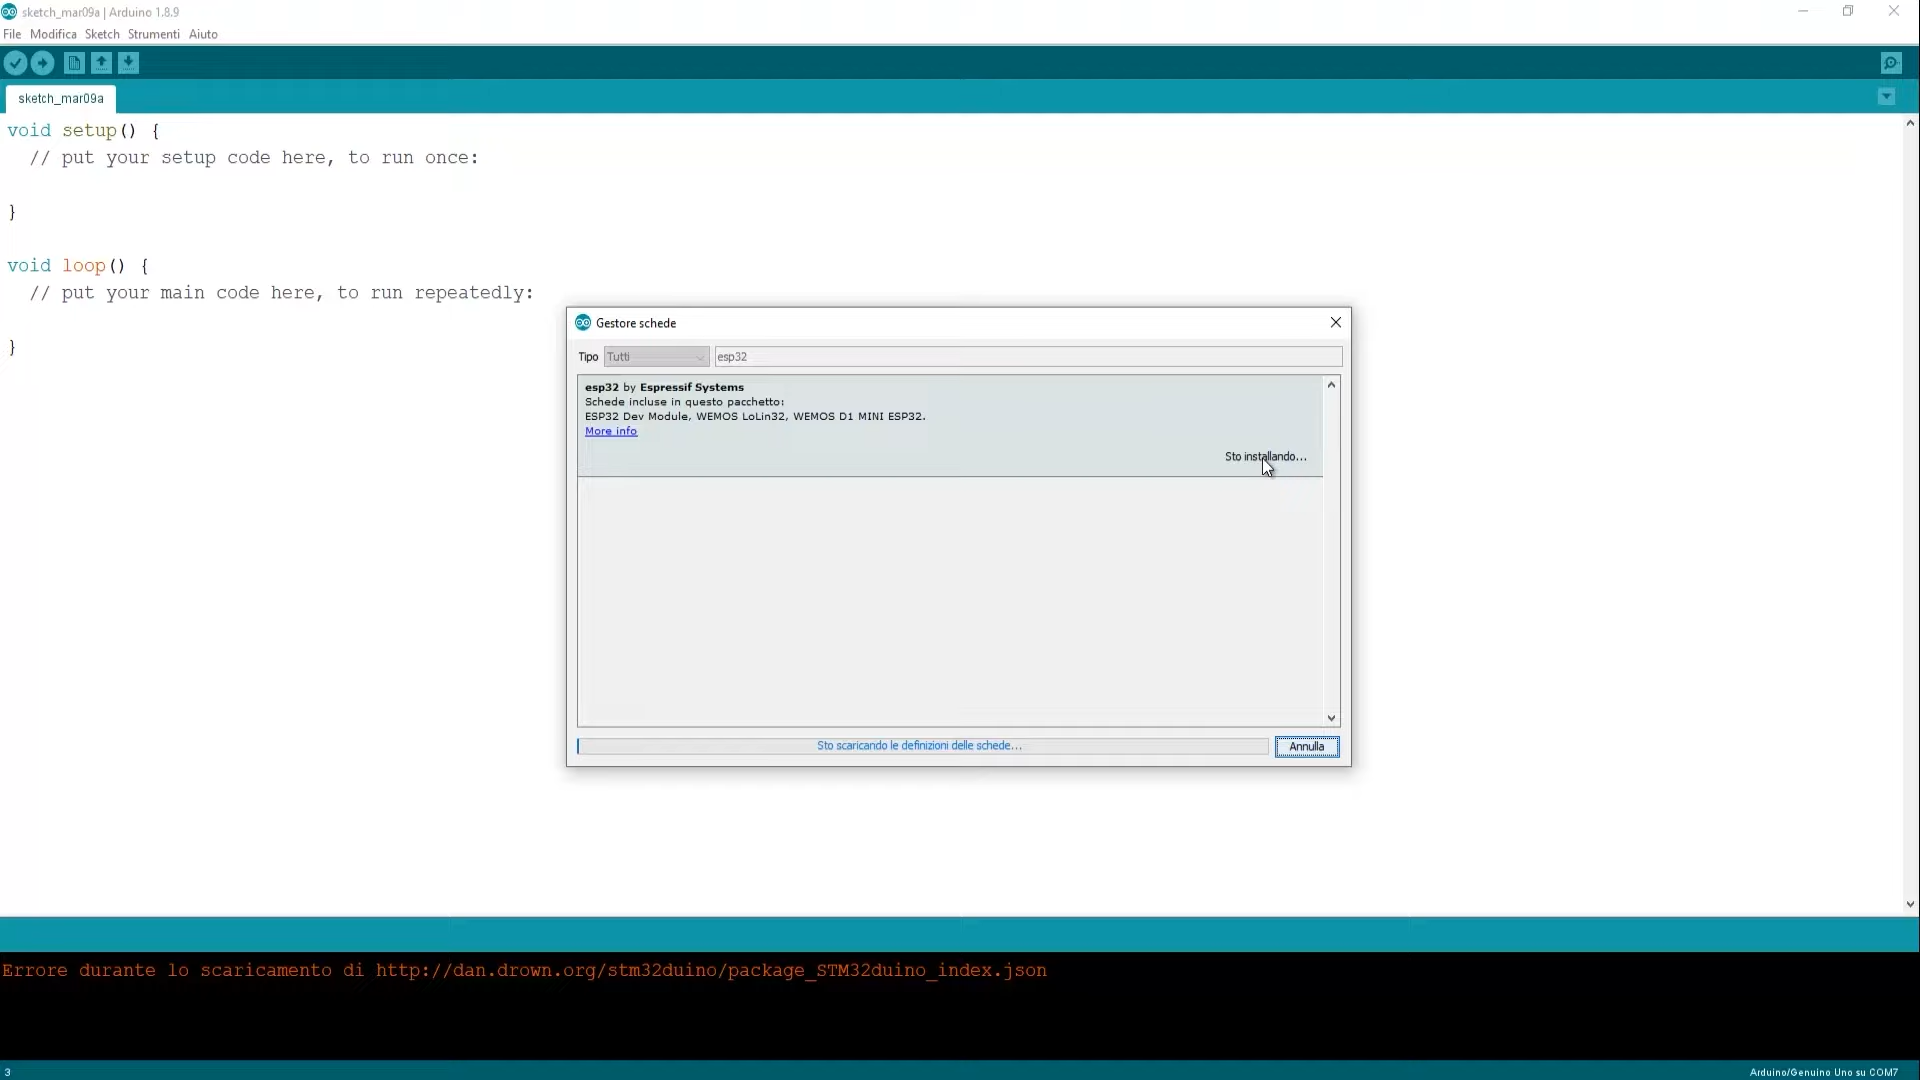 sketch_mar09a | Arduino 1.8.9
File Modifica Sketch Strumenti Aiuto
sketch_mar09a
void setup() {
// put your setup code here, to run once:
}
void loop() {
// put your main code here, to run repeatedly:
}
Gestore schede
Tipo Tutti esp32
esp32 by Espressif Systems
Schede incluse in questo pacchetto:
ESP32 Dev Module, WEMOS LoLin32, WEMOS D1 MINI ESP32.
More info
Sto installando...
Sto scaricando le definizioni delle schede... Annulla
Errore durante lo scaricamento di http://dan.drown.org/stm32duino/package_STM32duino_index.json
3 Arduino/Genuino Uno su COM7